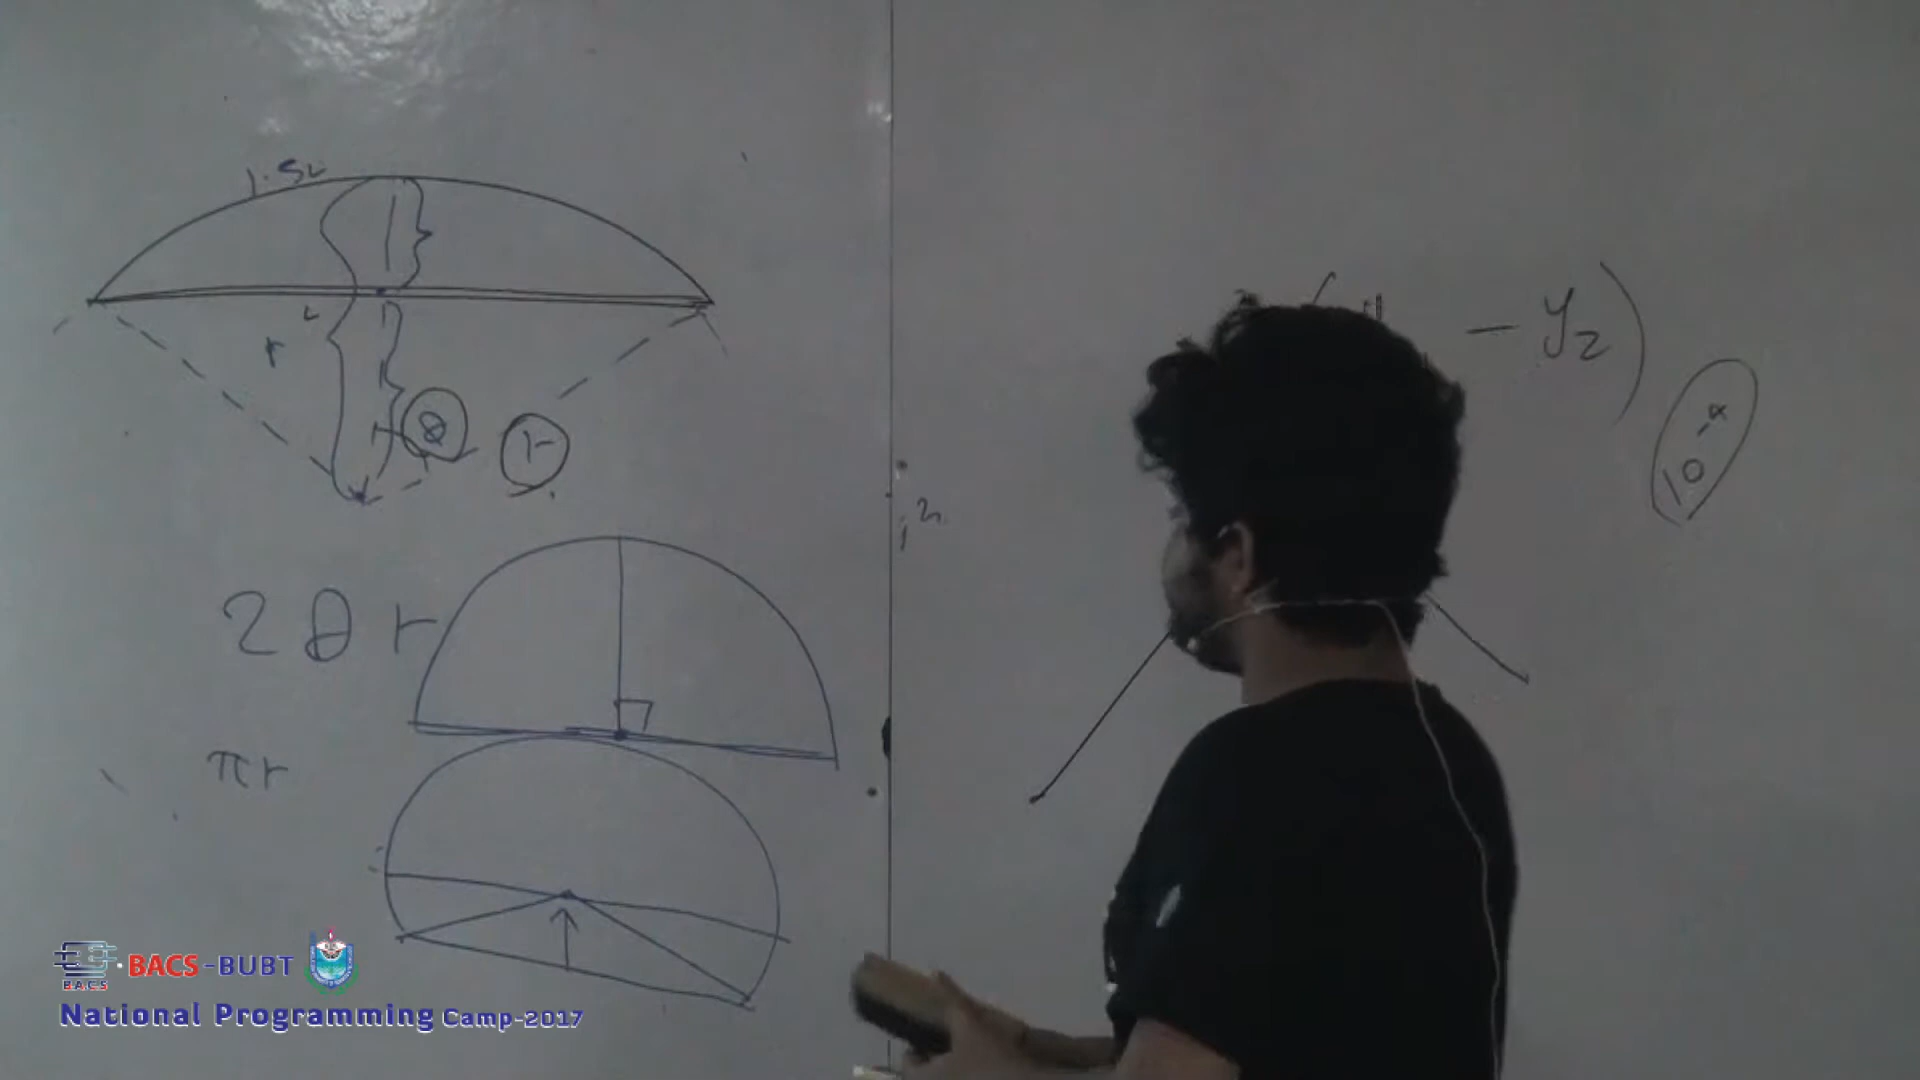 1.5L
L
r
r
2θr
πr
- y2)
10^-4
BACS-BUBT
B.A.C.S
National Programming Camp-2017